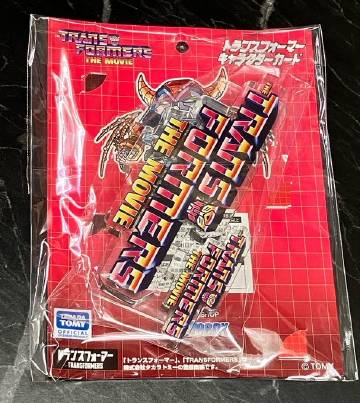 TRANSFORMERS
THE MOVIE
トランスフォーマー
キャラクターカード
TRANSFORMERS
THE MOVIE
TRANSFORMERS
THE MOVIE
TAKARA
TOMY
OFFICIAL
トランスフォーマー
TRANSFORMERS
「トランスフォーマー」、「TRANSFORMERS」は
株式会社タカラトミーの登録商標です。
© TOMY